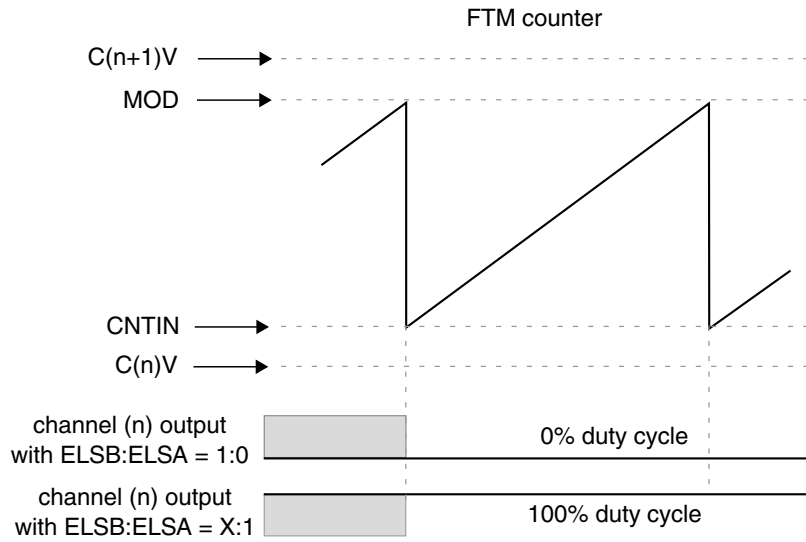 FTM counter
C(n+1)V
MOD
CNTIN
C(n)V
channel (n) output
with ELSB:ELSA = 1:0
0% duty cycle
channel (n) output
with ELSB:ELSA = X:1
100% duty cycle